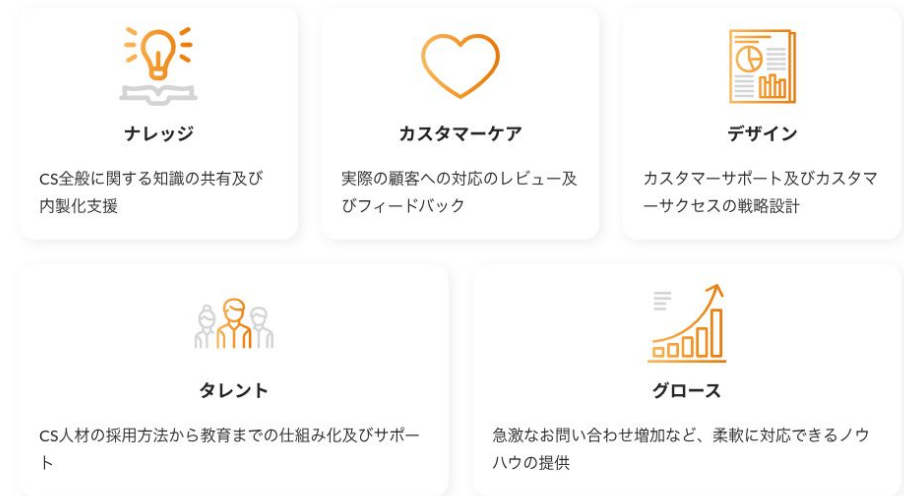 ナレッジ
CS全般に関する知識の共有及び
内製化支援
カスタマーケア
実際の顧客への対応のレビュー及
びフィードバック
デザイン
カスタマーサポート及びカスタマ
ーサクセスの戦略設計
タレント
CS人材の採用方法から教育までの仕組み化及びサポー
ト
グロース
急激なお問い合わせ増加など、柔軟に対応できるノウ
ハウの提供